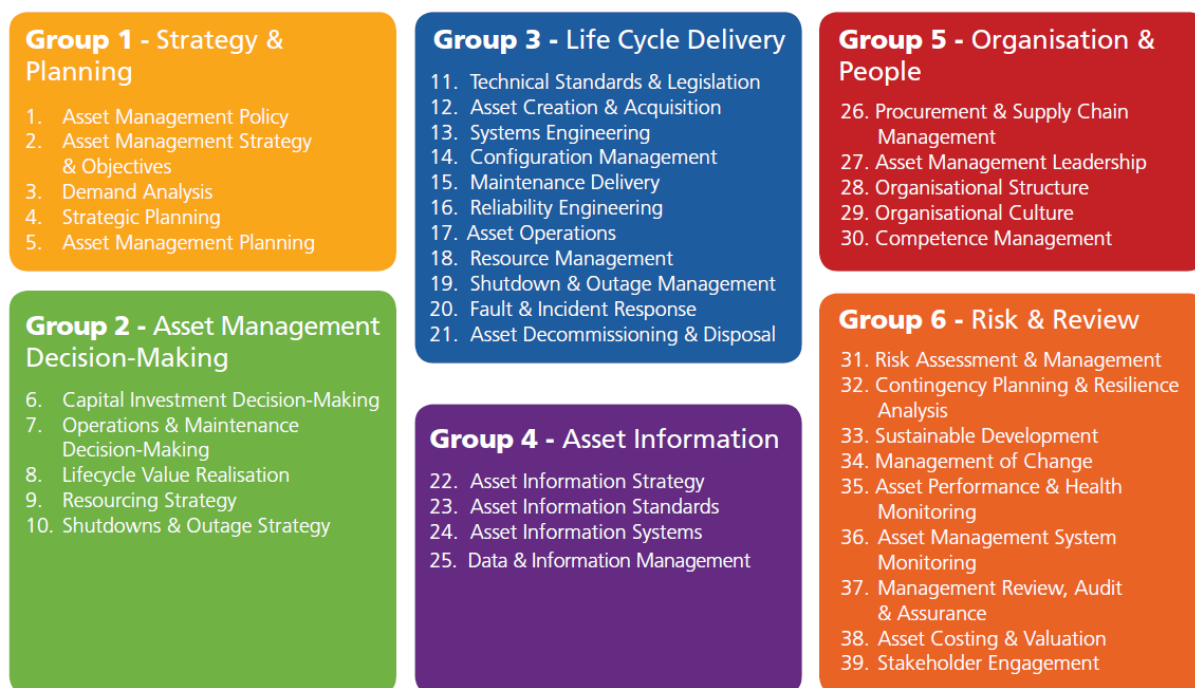 Group 1 - Strategy &
Planning
1. Asset Management Policy
2. Asset Management Strategy
& Objectives
3. Demand Analysis
4. Strategic Planning
5. Asset Management Planning
Group 2 - Asset Management
Decision-Making
6. Capital Investment Decision-Making
7. Operations & Maintenance
Decision-Making
8. Lifecycle Value Realisation
9. Resourcing Strategy
10. Shutdowns & Outage Strategy
Group 3 - Life Cycle Delivery
11. Technical Standards & Legislation
12. Asset Creation & Acquisition
13. Systems Engineering
14. Configuration Management
15. Maintenance Delivery
16. Reliability Engineering
17. Asset Operations
18. Resource Management
19. Shutdown & Outage Management
20. Fault & Incident Response
21. Asset Decommissioning & Disposal
Group 4 - Asset Information
22. Asset Information Strategy
23. Asset Information Standards
24. Asset Information Systems
25. Data & Information Management
Group 5 - Organisation &
People
26. Procurement & Supply Chain
Management
27. Asset Management Leadership
28. Organisational Structure
29. Organisational Culture
30. Competence Management
Group 6 - Risk & Review
31. Risk Assessment & Management
32. Contingency Planning & Resilience
Analysis
33. Sustainable Development
34. Management of Change
35. Asset Performance & Health
Monitoring
36. Asset Management System
Monitoring
37. Management Review, Audit
& Assurance
38. Asset Costing & Valuation
39. Stakeholder Engagement